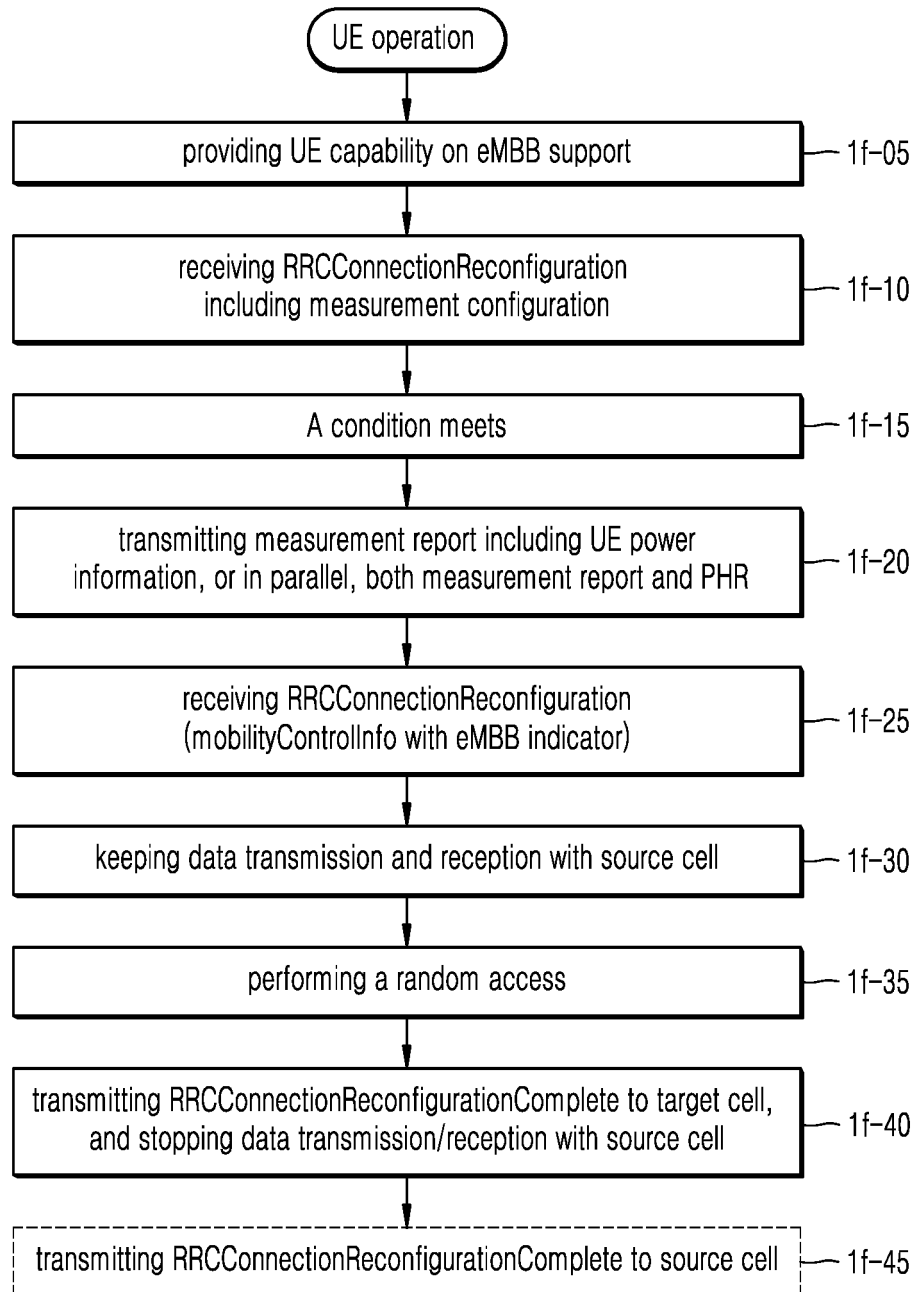 UE operation
providing UE capability on eMBB support
1f-05
receiving RRCConnectionReconfiguration
including measurement configuration
1f-10
A condition meets
1f-15
transmitting measurement report including UE power
information, or in parallel, both measurement report and PHR
1f-20
receiving RRCConnectionReconfiguration
(mobilityControlInfo with eMBB indicator)
1f-25
keeping data transmission and reception with source cell
1f-30
performing a random access
1f-35
transmitting RRCConnectionReconfigurationComplete to target cell,
and stopping data transmission/reception with source cell
1f-40
transmitting RRCConnectionReconfigurationComplete to source cell
1f-45